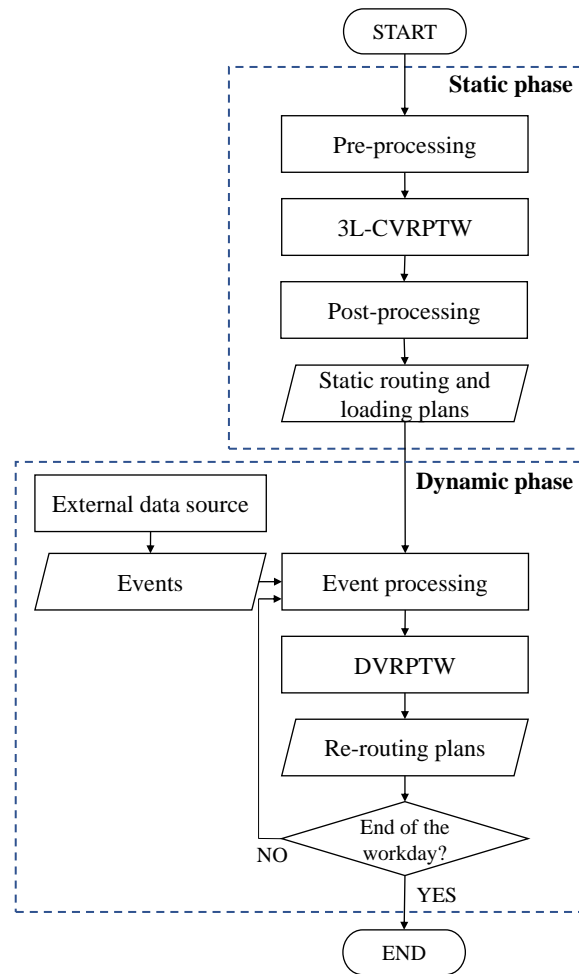 START
Static phase
Pre-processing
3L-CVRPTW
Post-processing
Static routing and
loading plans
Dynamic phase
External data source
Events
Event processing
DVRPTW
Re-routing plans
End of the
workday?
NO
YES
END